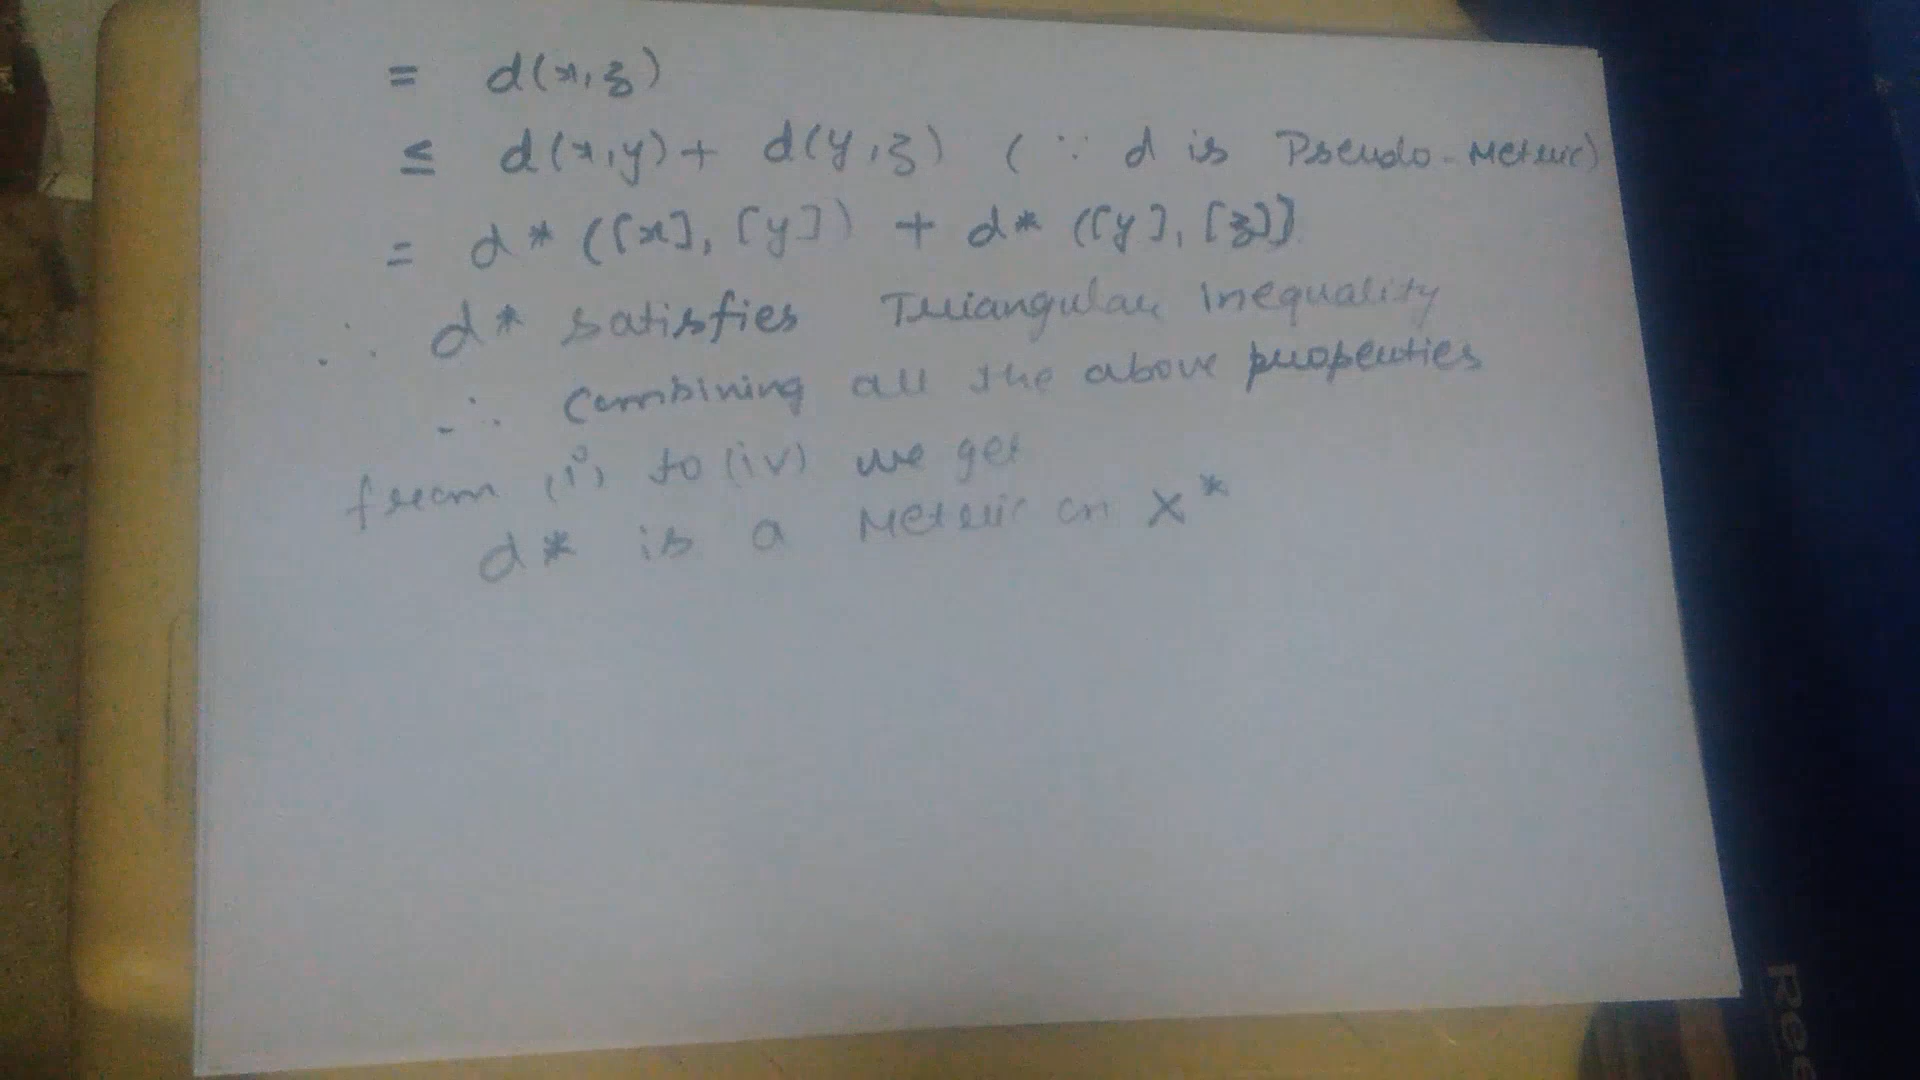 = d(x,z)
≤ d(x,y) + d(y,z) (∵ d is Pseudo-Metric)
= d* ([x], [y]) + d* ([y], [z])
∴ d* satisfies Triangular Inequality
∴ Combining all the above properties
from (i) to (iv) we get
d* is a Metric on X*
Ree